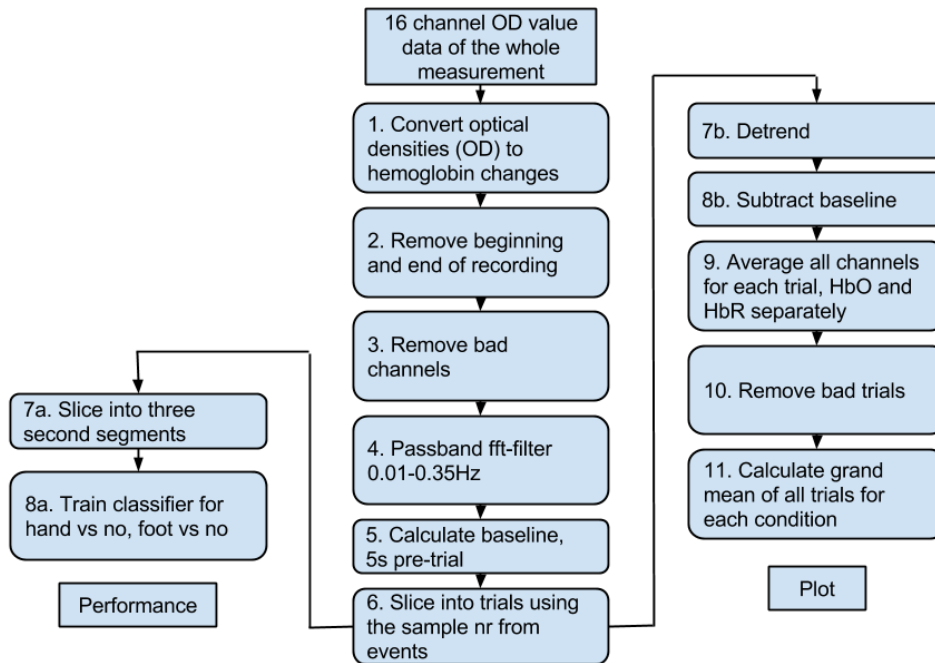 16 channel OD value
data of the whole
measurement
1. Convert optical
densities (OD) to
hemoglobin changes
2. Remove beginning
and end of recording
3. Remove bad
channels
4. Passband fft-filter
0.01-0.35Hz
5. Calculate baseline,
5s pre-trial
6. Slice into trials using
the sample nr from
events
7a. Slice into three
second segments
8a. Train classifier for
hand vs no, foot vs no
Performance
7b. Detrend
8b. Subtract baseline
9. Average all channels
for each trial, HbO and
HbR separately
10. Remove bad trials
11. Calculate grand
mean of all trials for
each condition
Plot